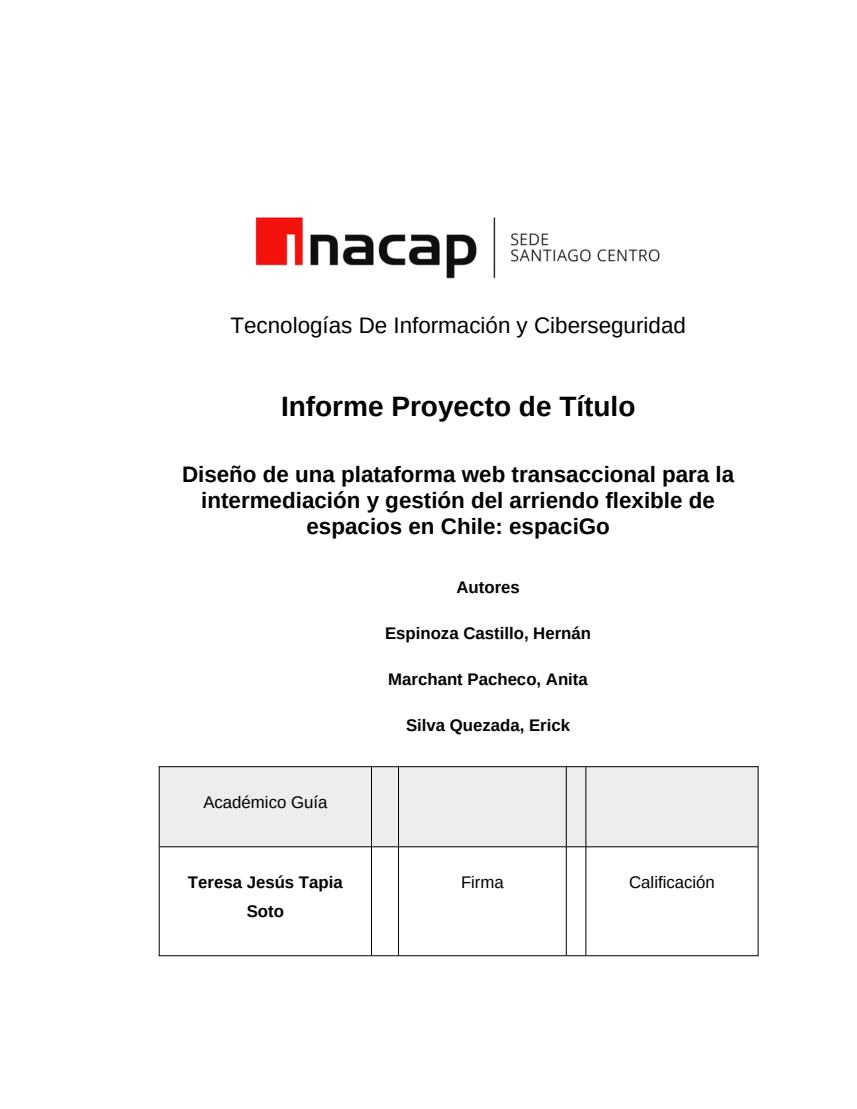 inacap
SEDE
SANTIAGO CENTRO
Tecnologías De Información y Ciberseguridad
Informe Proyecto de Título
Diseño de una plataforma web transaccional para la
intermediación y gestión del arriendo flexible de
espacios en Chile: espaciGo
Autores
Espinoza Castillo, Hernán
Marchant Pacheco, Anita
Silva Quezada, Erick
Académico Guía
Teresa Jesús Tapia
Soto
Firma
Calificación